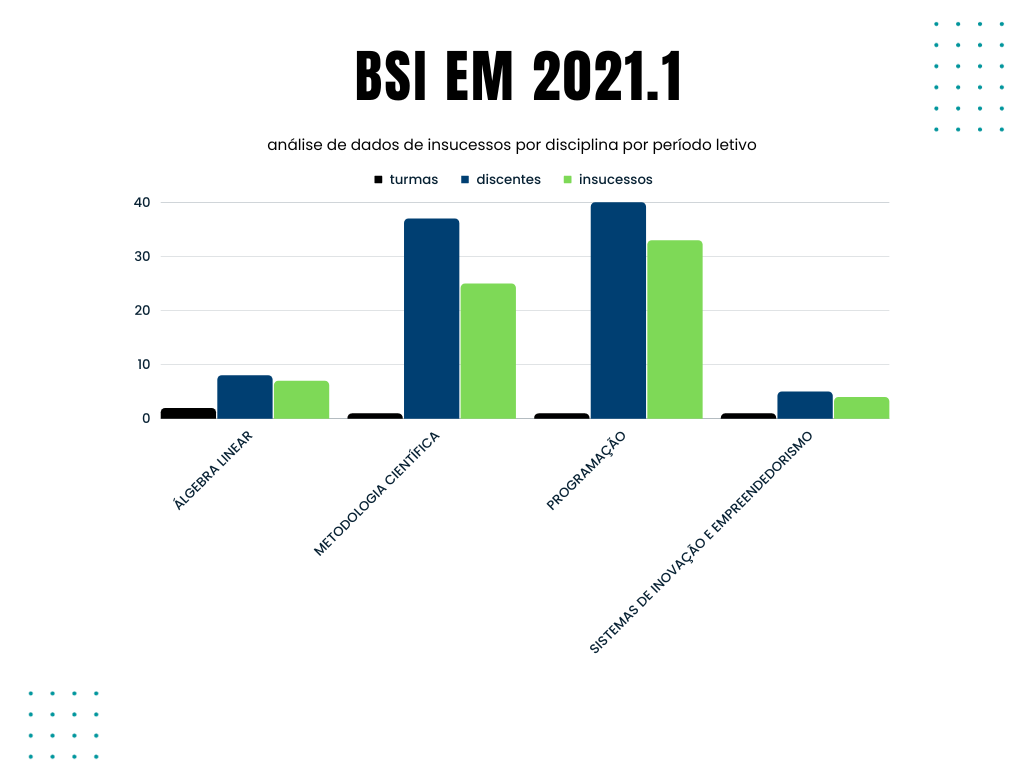 BSI EM 2021.1
análise de dados de insucessos por disciplina por período letivo
turmas discentes insucessos
40
30
20
10
0
ÁLGEBRA LINEAR
METODOLOGIA CIENTÍFICA
PROGRAMAÇÃO
SISTEMAS DE INOVAÇÃO E EMPREENDEDORISMO